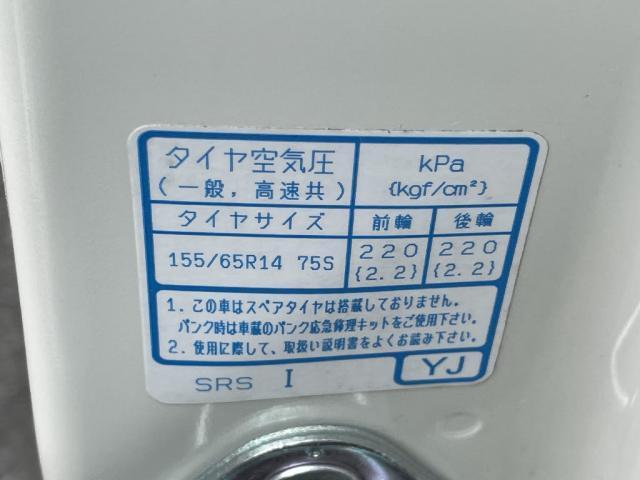 タイヤ空気圧 kPa
(一般，高速共) {kgf/cm²}
タイヤサイズ 前輪 後輪
155/65R14 75S 220 220
{2.2} {2.2}
1. この車はスペアタイヤは搭載しておりません。
パンク時は車載のパンク応急修理キットをご使用下さい。
2. 使用に際して、取扱い説明書をよくお読み下さい。
SRS I YJ